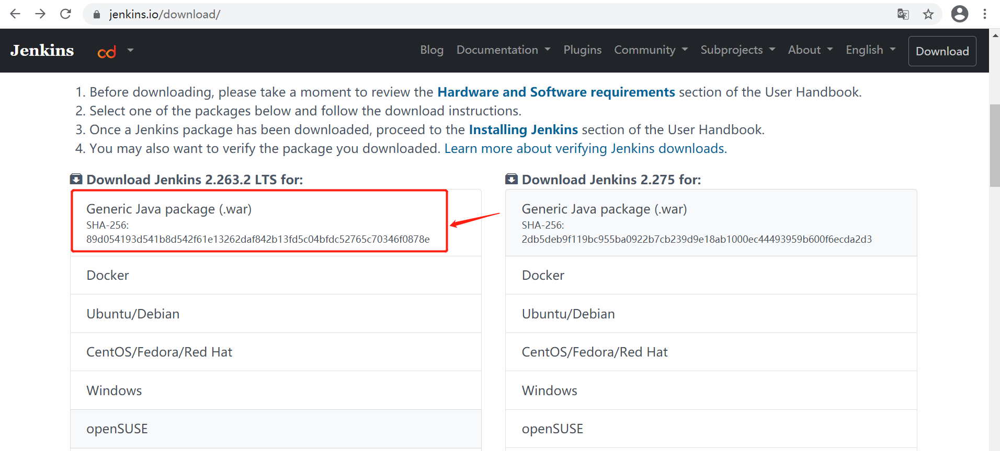 jenkins.io/download/
Jenkins cd Blog Documentation Plugins Community Subprojects About English Download
1. Before downloading, please take a moment to review the Hardware and Software requirements section of the User Handbook.
2. Select one of the packages below and follow the download instructions.
3. Once a Jenkins package has been downloaded, proceed to the Installing Jenkins section of the User Handbook.
4. You may also want to verify the package you downloaded. Learn more about verifying Jenkins downloads.
Download Jenkins 2.263.2 LTS for:
Generic Java package (.war)
SHA-256:
89d054193d541b8d542f61e13262daf842b13fd5c04bfdc52765c70346f0878e
Docker
Ubuntu/Debian
CentOS/Fedora/Red Hat
Windows
openSUSE
Download Jenkins 2.275 for:
Generic Java package (.war)
SHA-256:
2db5deb9f119bc955ba0922b7cb239d9e18ab1000ec44493959b600f6ecda2d3
Docker
Ubuntu/Debian
CentOS/Fedora/Red Hat
Windows
openSUSE